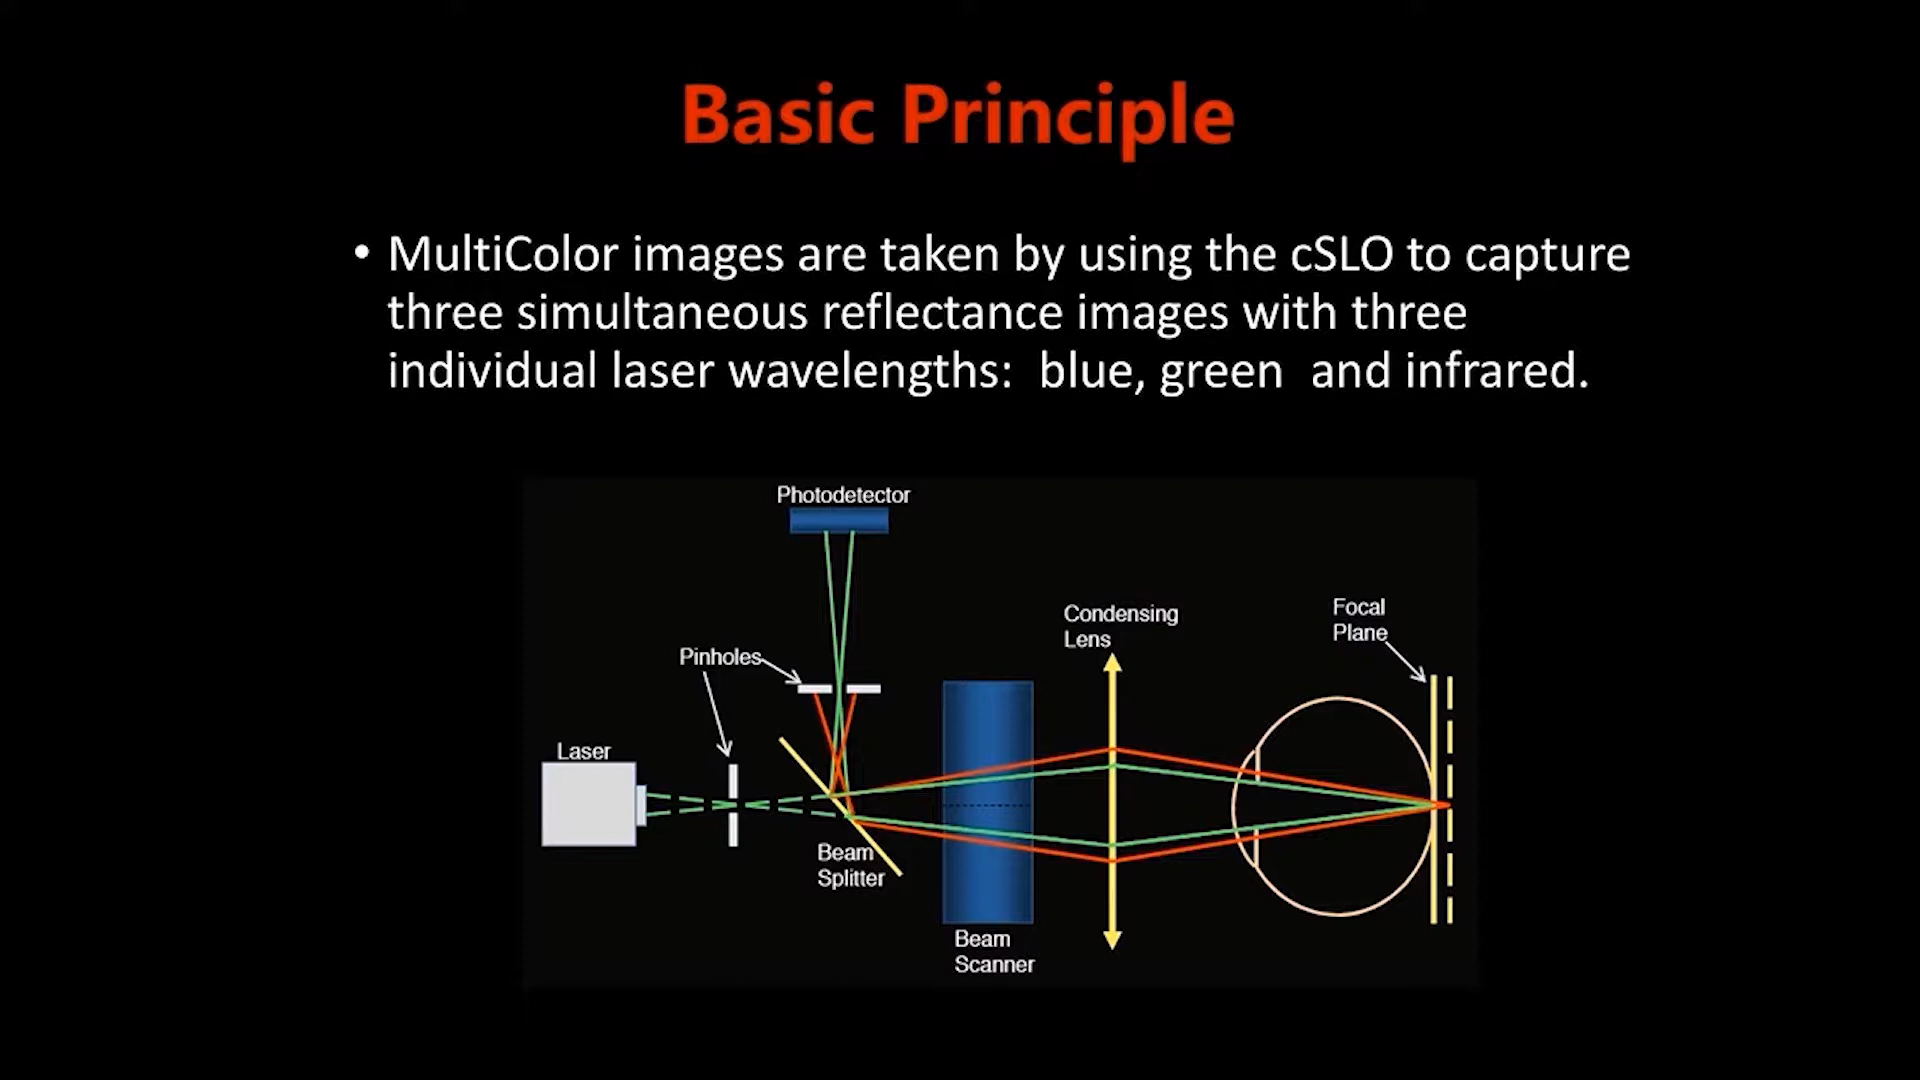 Basic Principle
• MultiColor images are taken by using the cSLO to capture
three simultaneous reflectance images with three
individual laser wavelengths:  blue, green  and infrared.
Photodetector
Focal
Plane
Condensing
Lens
Pinholes
Laser
Beam
Splitter
Beam
Scanner